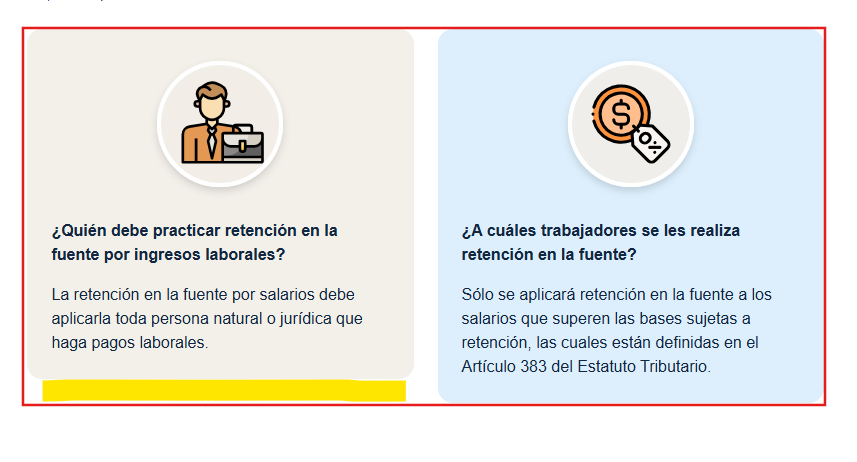 ¿Quién debe practicar retención en la
fuente por ingresos laborales?
La retención en la fuente por salarios debe
aplicarla toda persona natural o jurídica que
haga pagos laborales.
$
¿A cuáles trabajadores se les realiza
retención en la fuente?
Sólo se aplicará retención en la fuente a los
salarios que superen las bases sujetas a
retención, las cuales están definidas en el
Artículo 383 del Estatuto Tributario.